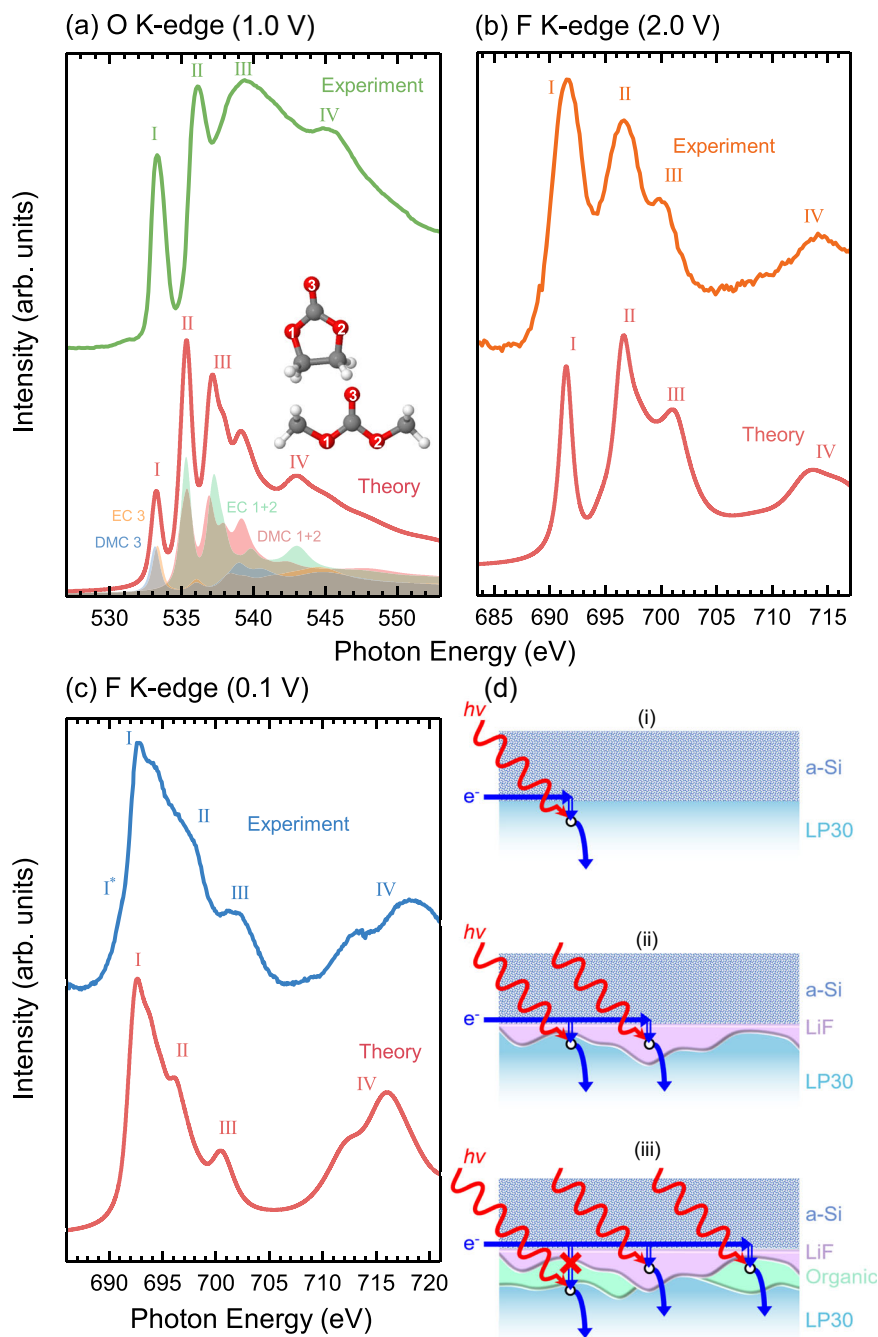 (a) O K-edge (1.0 V)
Intensity (arb. units)
I
II
III
IV
Experiment
3
1
2
3
1
2
I
II
III
IV
Theory
EC 3
DMC 3
EC 1+2
DMC 1+2
530
535
540
545
550
(b) F K-edge (2.0 V)
I
II
III
IV
Experiment
I
II
III
IV
Theory
685
690
695
700
705
710
715
Photon Energy (eV)
(c) F K-edge (0.1 V)
Intensity (arb. units)
I*
I
II
III
IV
Experiment
I
II
III
IV
Theory
690
695
700
705
710
715
720
Photon Energy (eV)
(d)
(i)
hν
e-
a-Si
LP30
(ii)
hν
e-
a-Si
LiF
LP30
(iii)
hν
e-
a-Si
LiF
Organic
LP30